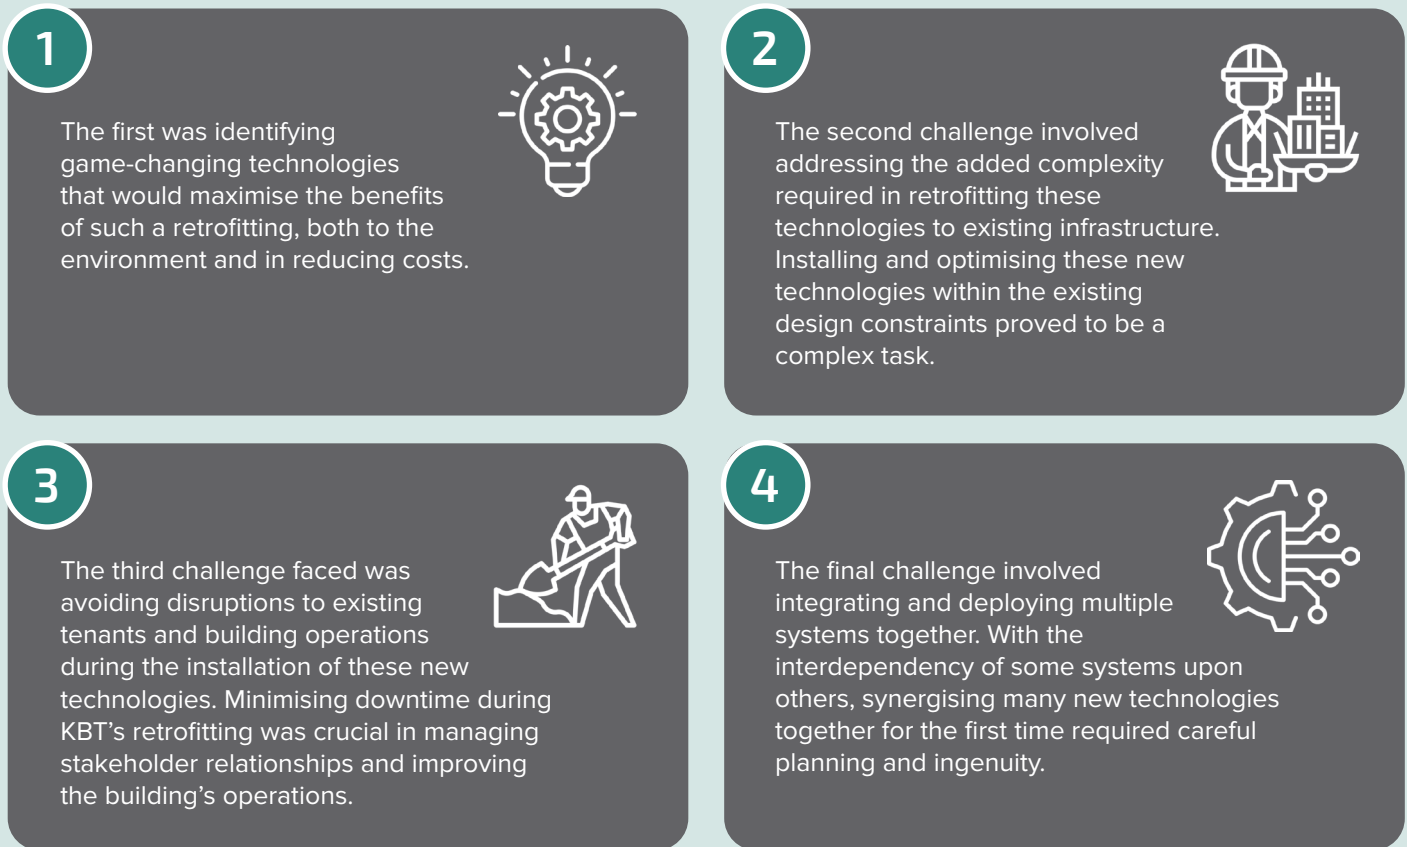 1
The first was identifying
game-changing technologies
that would maximise the benefits
of such a retrofitting, both to the
environment and in reducing costs.
2
The second challenge involved
addressing the added complexity
required in retrofitting these
technologies to existing infrastructure.
Installing and optimising these new
technologies within the existing
design constraints proved to be a
complex task.
3
The third challenge faced was
avoiding disruptions to existing
tenants and building operations
during the installation of these new
technologies. Minimising downtime during
KBT’s retrofitting was crucial in managing
stakeholder relationships and improving
the building’s operations.
4
The final challenge involved
integrating and deploying multiple
systems together. With the
interdependency of some systems upon
others, synergising many new technologies
together for the first time required careful
planning and ingenuity.